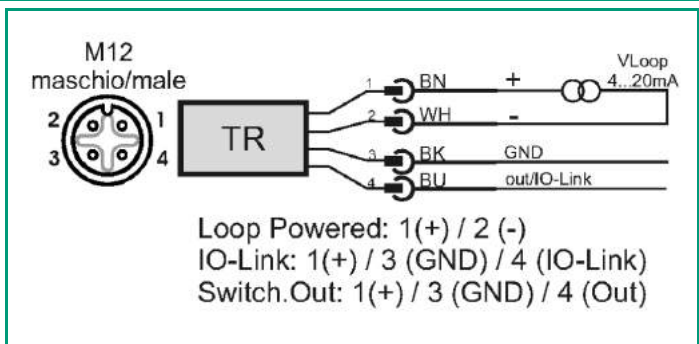 M12
maschio/male
2 1
3 4
TR
1 BN +
2 WH -
VLoop
4...20mA
3 BK GND
4 BU out/IO-Link
Loop Powered: 1(+) / 2 (-)
IO-Link: 1(+) / 3 (GND) / 4 (IO-Link)
Switch.Out: 1(+) / 3 (GND) / 4 (Out)